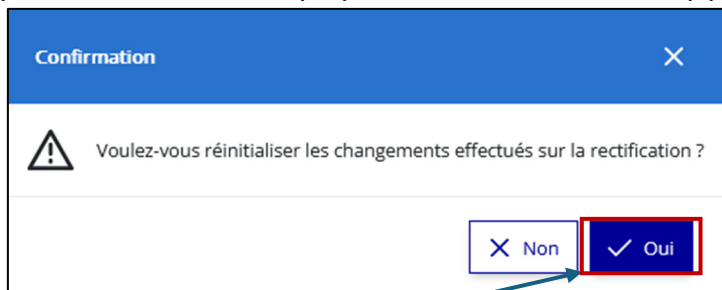 Confirmation
Voulez-vous réinitialiser les changements effectués sur la rectification ?
Non
Oui